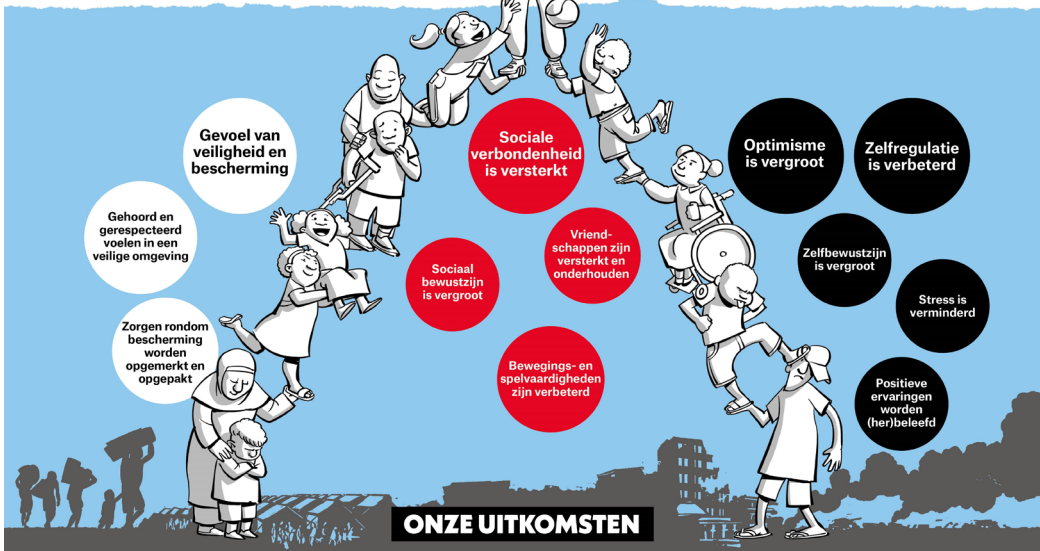 Gevoel van
veiligheid en
bescherming
Gehoord en
gerespecteerd
voelen in een
veilige omgeving
Zorgen rondom
bescherming
worden
opgemerkt en
opgepakt
Sociale
verbondenheid
is versterkt
Vriend-
schappen zijn
versterkt en
onderhouden
Sociaal
bewustzijn
is vergroot
Bewegings- en
spelvaardigheden
zijn verbeterd
Optimisme
is vergroot
Zelfregulatie
is verbeterd
Zelfbewustzijn
is vergroot
Stress is
verminderd
Positieve
ervaringen
worden
(her)beleefd
ONZE UITKOMSTEN